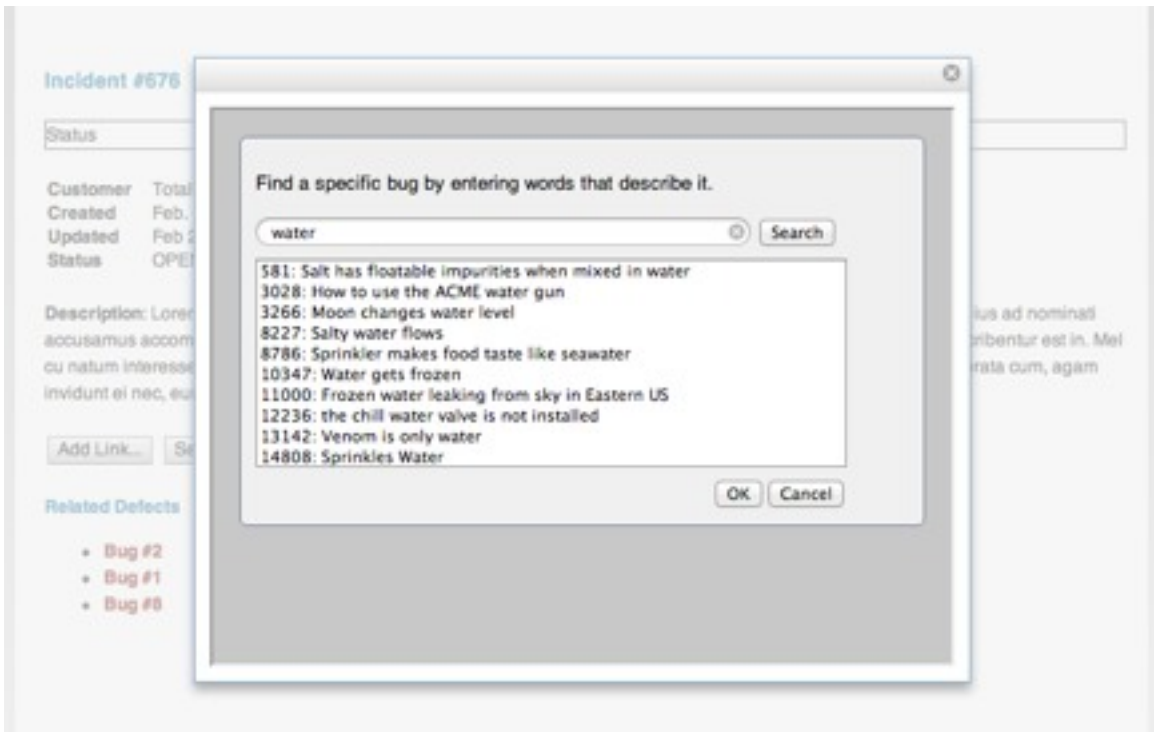 Incident #676
Status
Customer Total
Created Feb.
Updated Feb 2
Status OPE
Description: Lorem
ius ad nominati
accusamus accom
ribentur est in. Mel
cu natum interesse
rata cum, agam
invidunt ei nec, eu
Add Link... Se
Related Defects
• Bug #2
• Bug #1
• Bug #8
Find a specific bug by entering words that describe it.
water Search
581: Salt has floatable impurities when mixed in water
3028: How to use the ACME water gun
3266: Moon changes water level
8227: Salty water flows
8786: Sprinkler makes food taste like seawater
10347: Water gets frozen
11000: Frozen water leaking from sky in Eastern US
12236: the chill water valve is not installed
13142: Venom is only water
14808: Sprinkles Water
OK Cancel